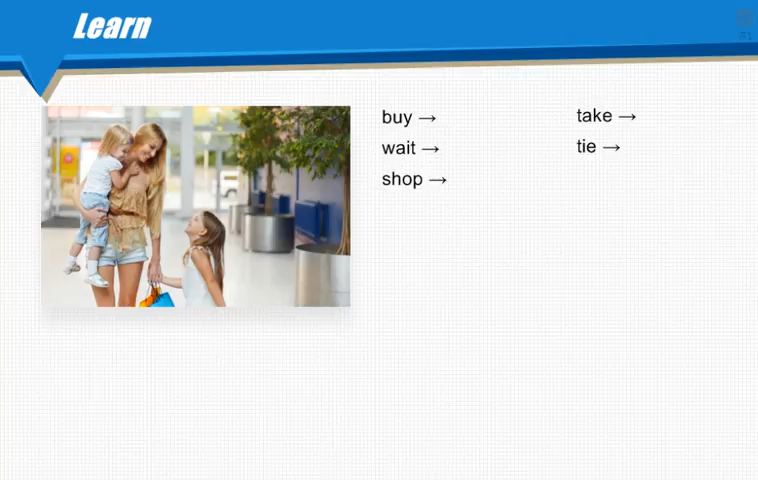 Learn
buy →
wait →
shop →
take →
tie →